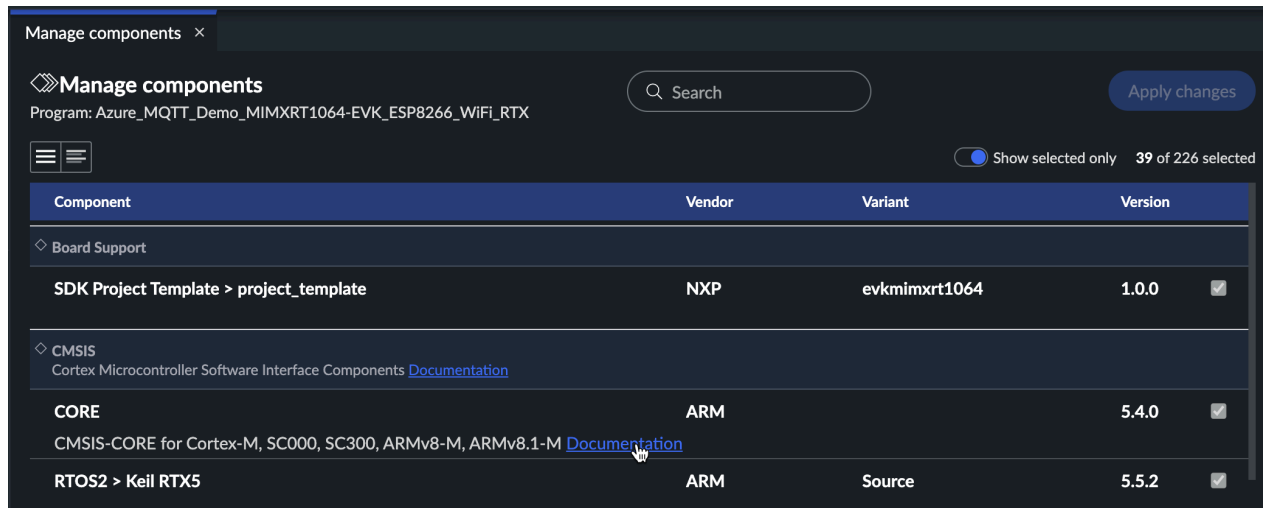 Manage components ×
Manage components
Search
Apply changes
Program: Azure_MQTT_Demo_MIMXRT1064-EVK_ESP8266_WiFi_RTX
Show selected only 39 of 226 selected
Component Vendor Variant Version
Board Support
SDK Project Template > project_template NXP evkmimxrt1064 1.0.0
CMSIS
Cortex Microcontroller Software Interface Components Documentation
CORE ARM 5.4.0
CMSIS-CORE for Cortex-M, SC000, SC300, ARMv8-M, ARMv8.1-M Documentation
RTOS2 > Keil RTX5 ARM Source 5.5.2